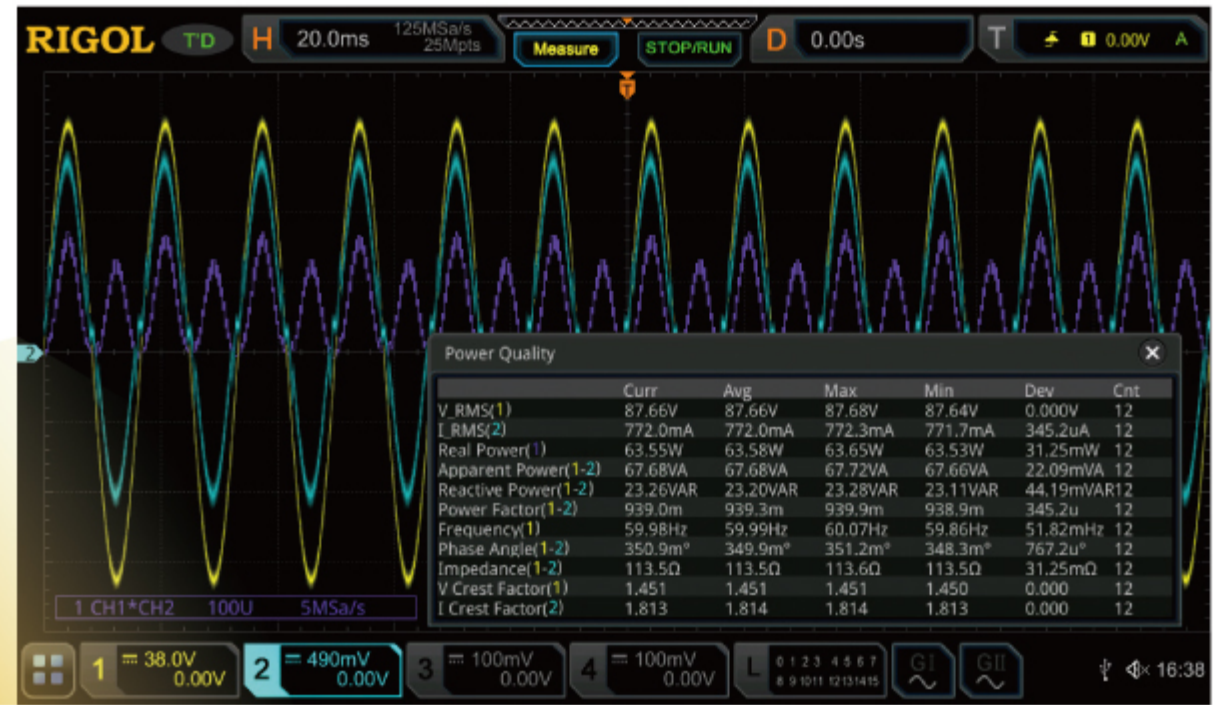 RIGOL T'D H 20.0ms 125MSa/s 25Mpts Measure STOP/RUN D 0.00s T 1 0.00V A
T
2
Power Quality
Curr Avg Max Min Dev Cnt
V_RMS(1) 87.66V 87.66V 87.68V 87.64V 0.000V 12
I_RMS(2) 772.0mA 772.0mA 772.3mA 771.7mA 345.2uA 12
Real Power(1) 63.55W 63.58W 63.65W 63.53W 31.25mW 12
Apparent Power(1-2) 67.68VA 67.68VA 67.72VA 67.66VA 22.09mVA 12
Reactive Power(1-2) 23.26VAR 23.20VAR 23.28VAR 23.11VAR 44.19mVAR12
Power Factor(1-2) 939.0m 939.3m 939.9m 938.9m 345.2u 12
Frequency(1) 59.98Hz 59.99Hz 60.07Hz 59.86Hz 51.82mHz 12
Phase Angle(1-2) 350.9m° 349.9m° 351.2m° 348.3m° 767.2u° 12
Impedance(1-2) 113.5Ω 113.5Ω 113.6Ω 113.5Ω 31.25mΩ 12
V Crest Factor(1) 1.451 1.451 1.451 1.450 0.000 12
I Crest Factor(2) 1.813 1.814 1.814 1.813 0.000 12
1 CH1*CH2 100U 5MSa/s
1 38.0V 0.00V 2 490mV 0.00V 3 100mV 0.00V 4 100mV 0.00V L 0 1 2 3 4 5 6 7 8 9 10 11 12 13 14 15 GI GII 16:38